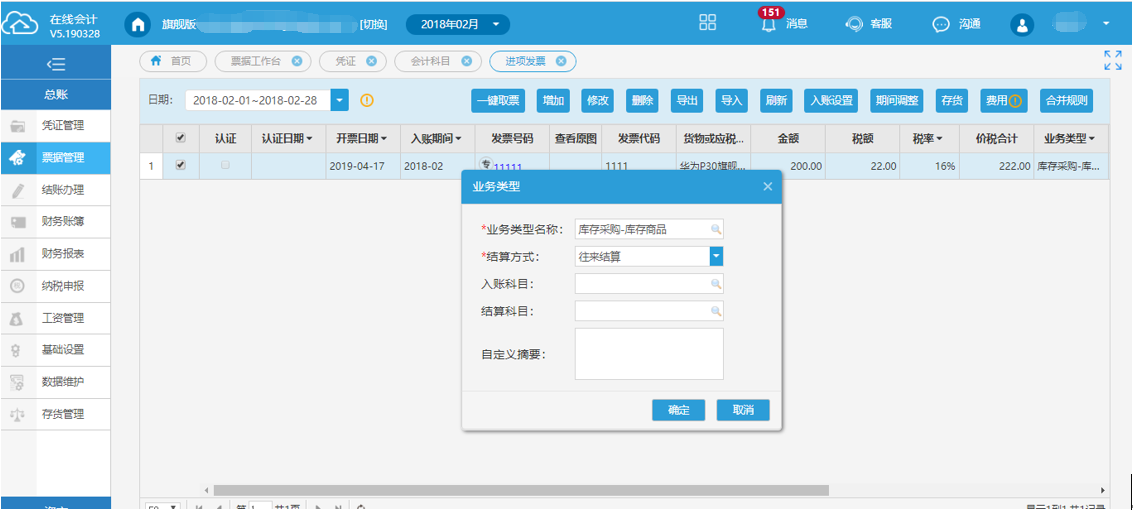 在线会计
V5.190328
旗舰版 [切换] 2018年02月 151 消息 客服 沟通
首页 票据工作台 凭证 会计科目 进项发票
总账
凭证管理
票据管理
结账办理
财务账簿
财务报表
纳税申报
工资管理
基础设置
数据维护
存货管理
日期： 2018-02-01~2018-02-28 一键取票 增加 修改 删除 导出 导入 刷新 入账设置 期间调整 存货 费用 合并规则
认证 认证日期 开票日期 入账期间 发票号码 查看原图 发票代码 货物或应税... 金额 税额 税率 价税合计 业务类型
1 2019-04-17 2018-02 专 11111 1111 华为P30旗舰... 200.00 22.00 16% 222.00 库存采购-库...
业务类型
*业务类型名称： 库存采购-库存商品
*结算方式： 往来结算
入账科目：
结算科目：
自定义摘要：
确定 取消
50 第 1 共1页 显示1到1,共1记录